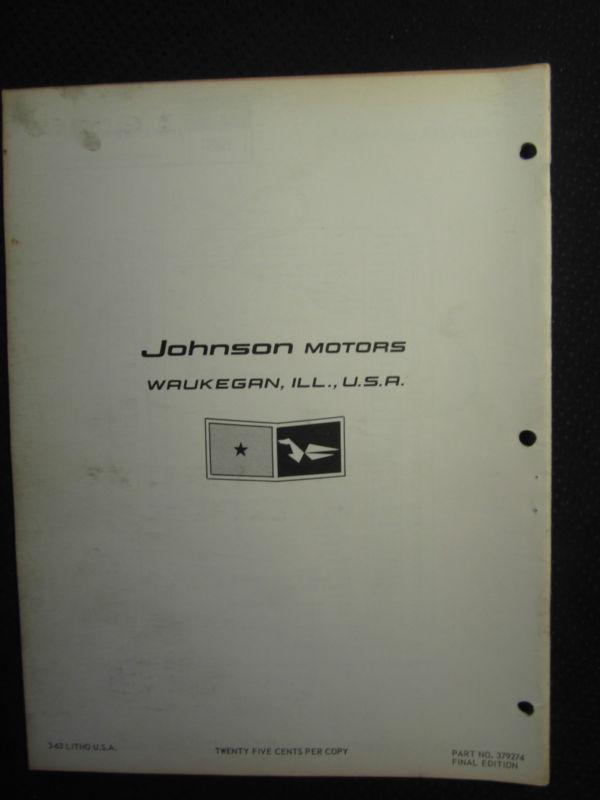 Johnson MOTORS
WAUKEGAN, ILL., U.S.A.
3-63 LITHO U.S.A.
TWENTY FIVE CENTS PER COPY
PART NO. 379274
FINAL EDITION